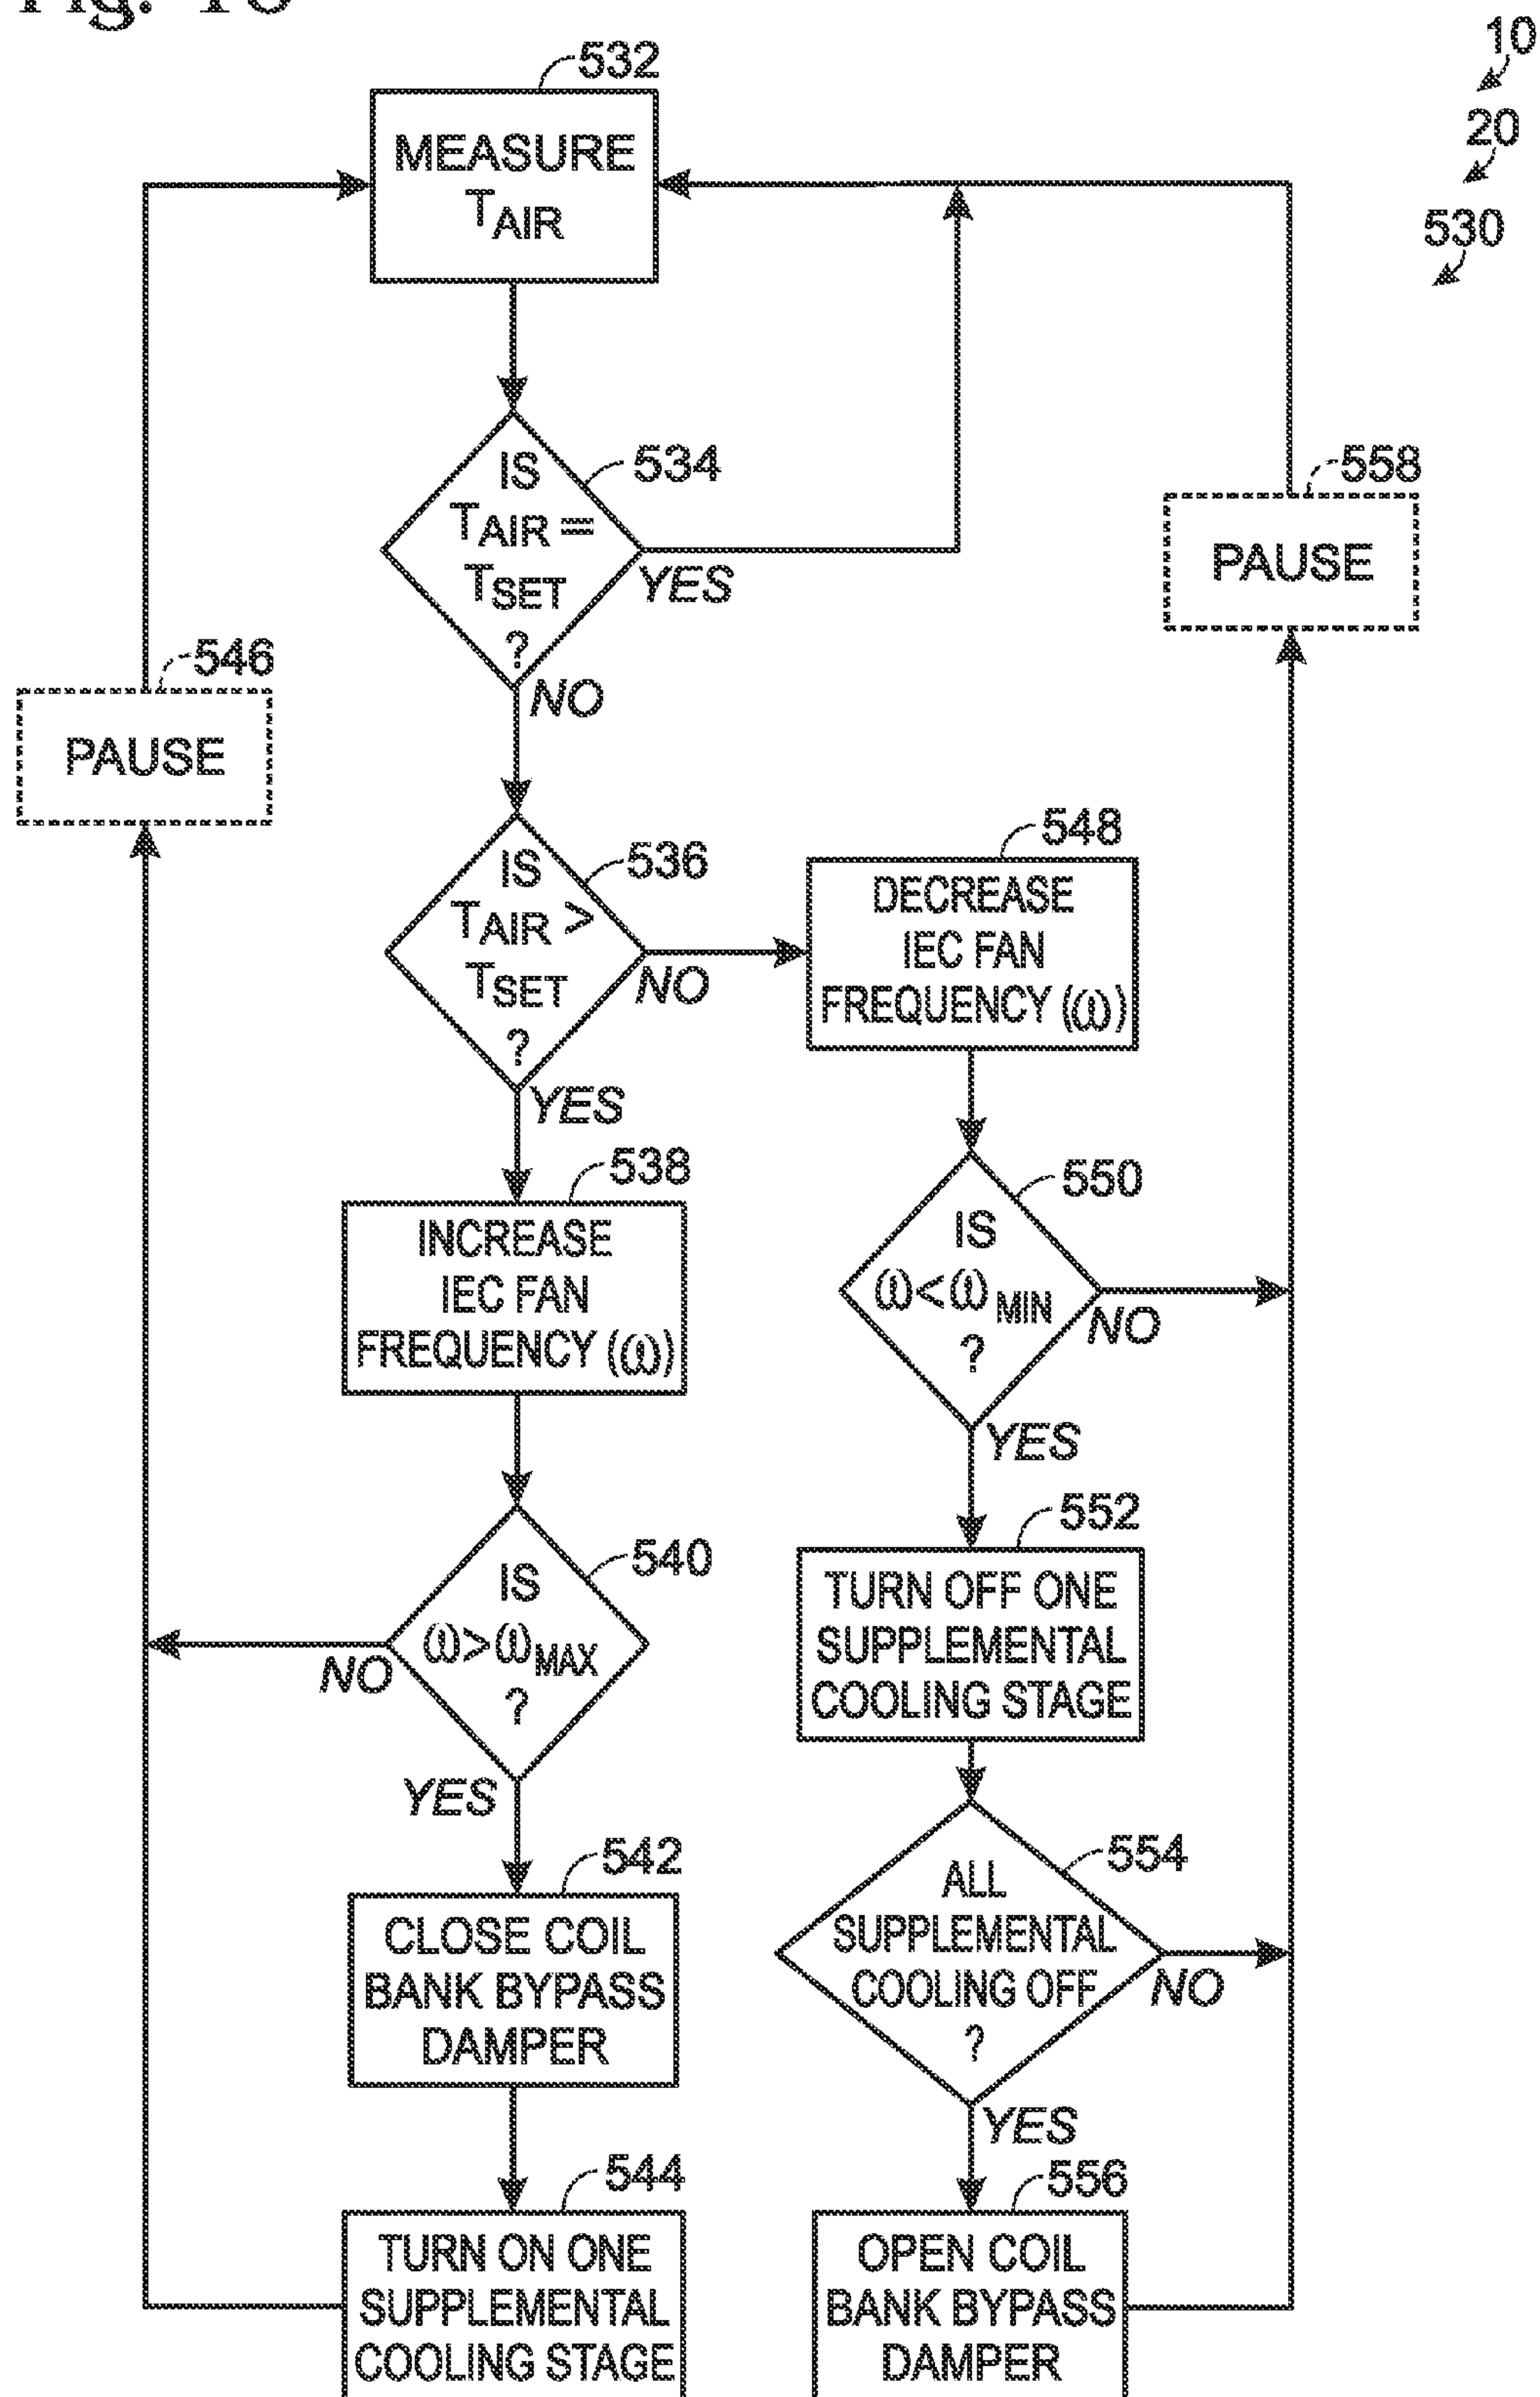 Fig.
10
20
530
532
MEASURE
TAIR
534
IS
TAIR =
TSET
?
YES
NO
558
PAUSE
546
PAUSE
536
IS
TAIR >
TSET
?
NO
YES
548
DECREASE
IEC FAN
FREQUENCY (ω)
538
INCREASE
IEC FAN
FREQUENCY (ω)
550
IS
ω<ω MIN
?
NO
YES
540
IS
ω>ωMAX
?
NO
YES
552
TURN OFF ONE
SUPPLEMENTAL
COOLING STAGE
542
CLOSE COIL
BANK BYPASS
DAMPER
554
ALL
SUPPLEMENTAL
COOLING OFF
?
NO
YES
544
TURN ON ONE
SUPPLEMENTAL
COOLING STAGE
556
OPEN COIL
BANK BYPASS
DAMPER